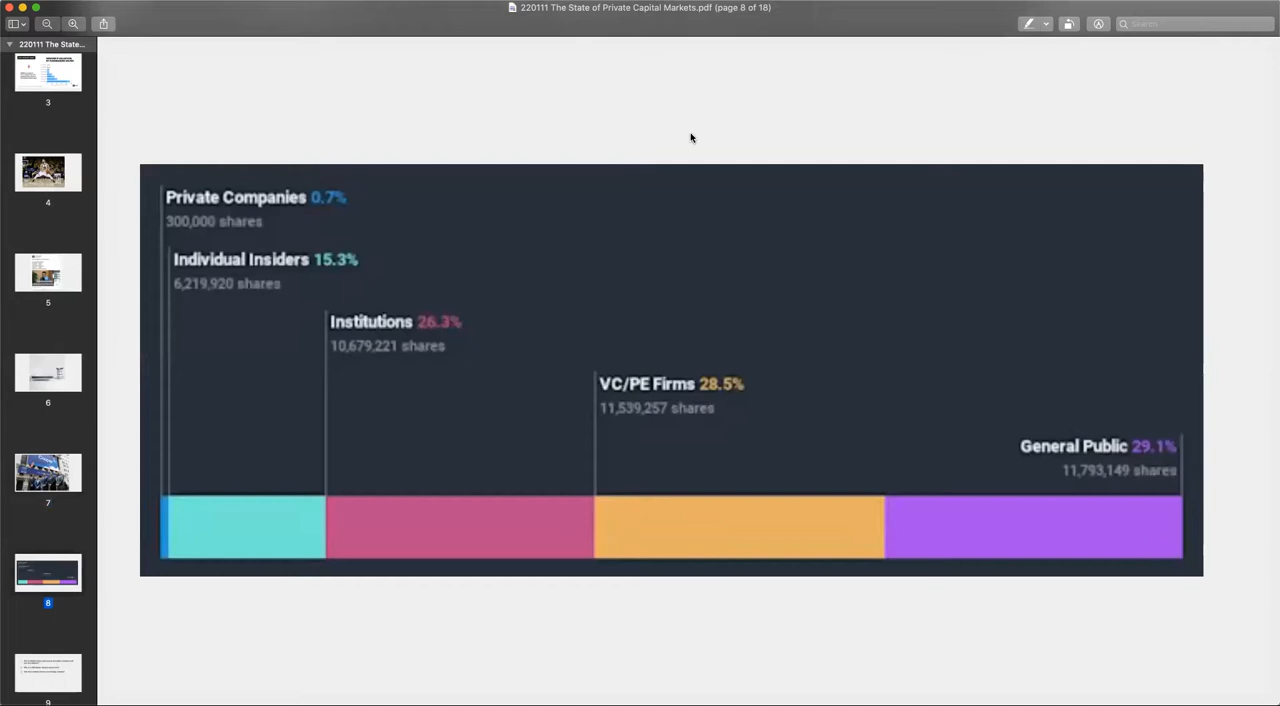 220111 The State of Private Capital Markets.pdf (page 8 of 18)
Search
220111 The State...
3
4
5
6
7
8
9
Private Companies 0.7%
300,000 shares
Individual Insiders 15.3%
6,219,920 shares
Institutions 26.3%
10,679,221 shares
VC/PE Firms 28.5%
11,539,257 shares
General Public 29.1%
11,793,149 shares